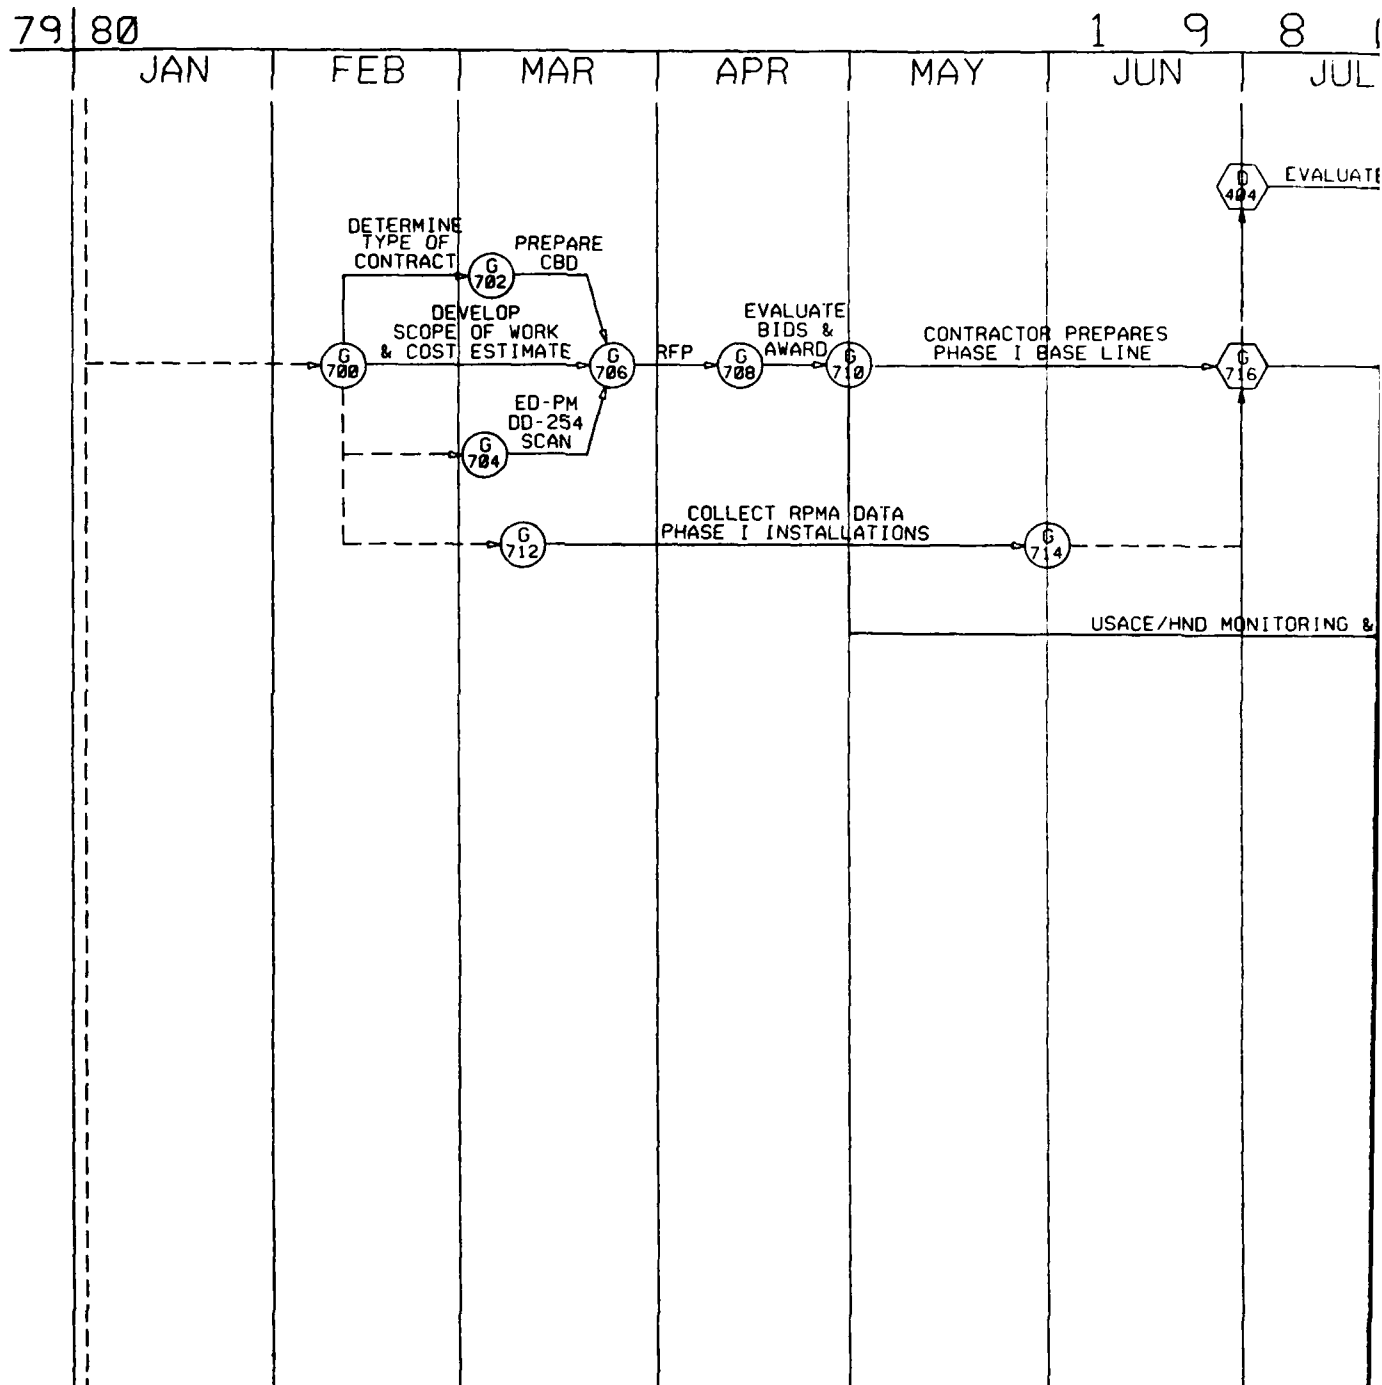 79 80
1 9 8
JAN FEB MAR APR MAY JUN JUL
D
404
EVALUATE
DETERMINE
TYPE OF
CONTRACT
G
702
PREPARE
CBD
DEVELOP
SCOPE OF WORK
& COST ESTIMATE
G
700
G
706
RFP
G
708
EVALUATE
BIDS &
AWARD
G
710
CONTRACTOR PREPARES
PHASE I BASE LINE
G
716
ED-PM
DD-254
SCAN
G
704
G
712
COLLECT RPMA DATA
PHASE I INSTALLATIONS
G
714
USACE/HND MONITORING &